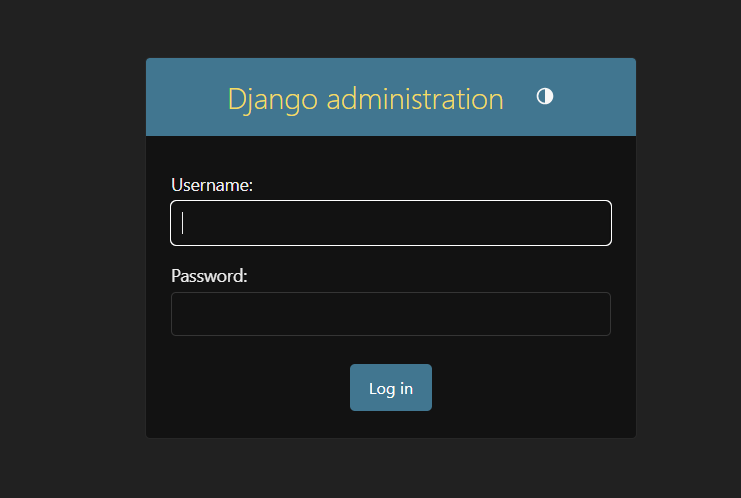 Django administration
Username:
Password:
Log in